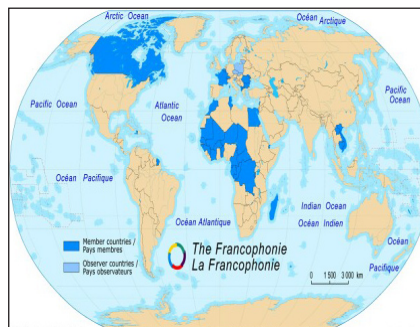 Arctic Ocean
Océan
Arctique
Pacific Ocean
Atlantic
Ocean
Pacific
Ocean
Océan Pacifique
Indian Ocean
Océan Atlantique
Océan Indien
Océan
Pacifique
Member countries /
Pays membres
Observer countries /
Pays observateurs
The Francophonie
La Francophonie
0 1 500 3 000 km